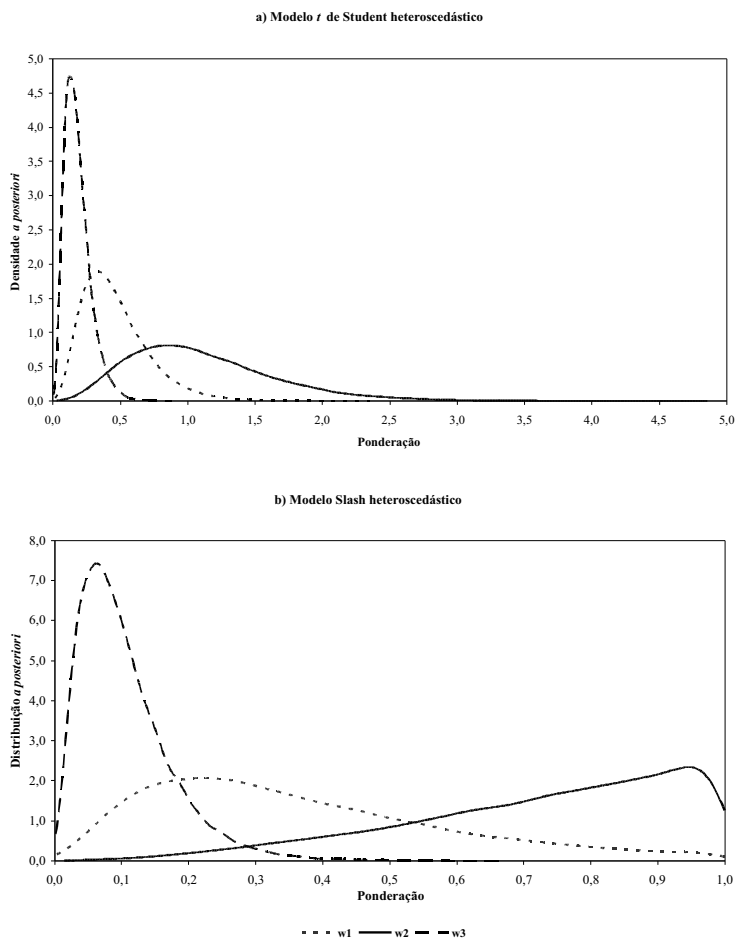 a) Modelo t de Student heteroscedástico
5,0
4,5
4,0
3,5
3,0
2,5
2,0
1,5
1,0
0,5
0,0
Densidade a posteriori
0,0 0,5 1,0 1,5 2,0 2,5 3,0 3,5 4,0 4,5 5,0
Ponderação
b) Modelo Slash heteroscedástico
8,0
7,0
6,0
5,0
4,0
3,0
2,0
1,0
0,0
Distribuição a posteriori
0,0 0,1 0,2 0,3 0,4 0,5 0,6 0,7 0,8 0,9 1,0
Ponderação
w1 w2 w3